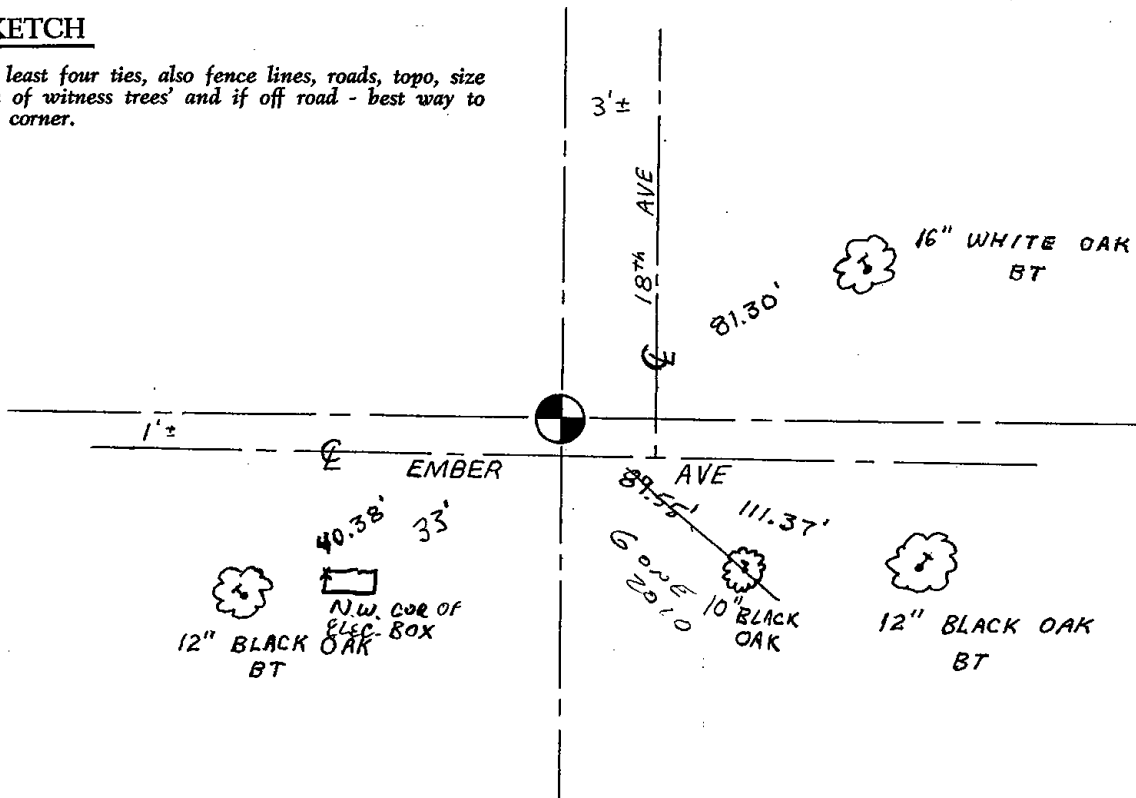 KETCH
least four ties, also fence lines, roads, topo, size
of witness trees' and if off road - best way to
corner.
3'±
18TH AVE
16" WHITE OAK
BT
81.30'
℄
1'±
℄
EMBER AVE
40.38'
33'
89.55'
111.37'
GONE
2010
N.W. COR OF
ELEC. BOX
12" BLACK OAK
BT
10" BLACK
OAK
12" BLACK OAK
BT